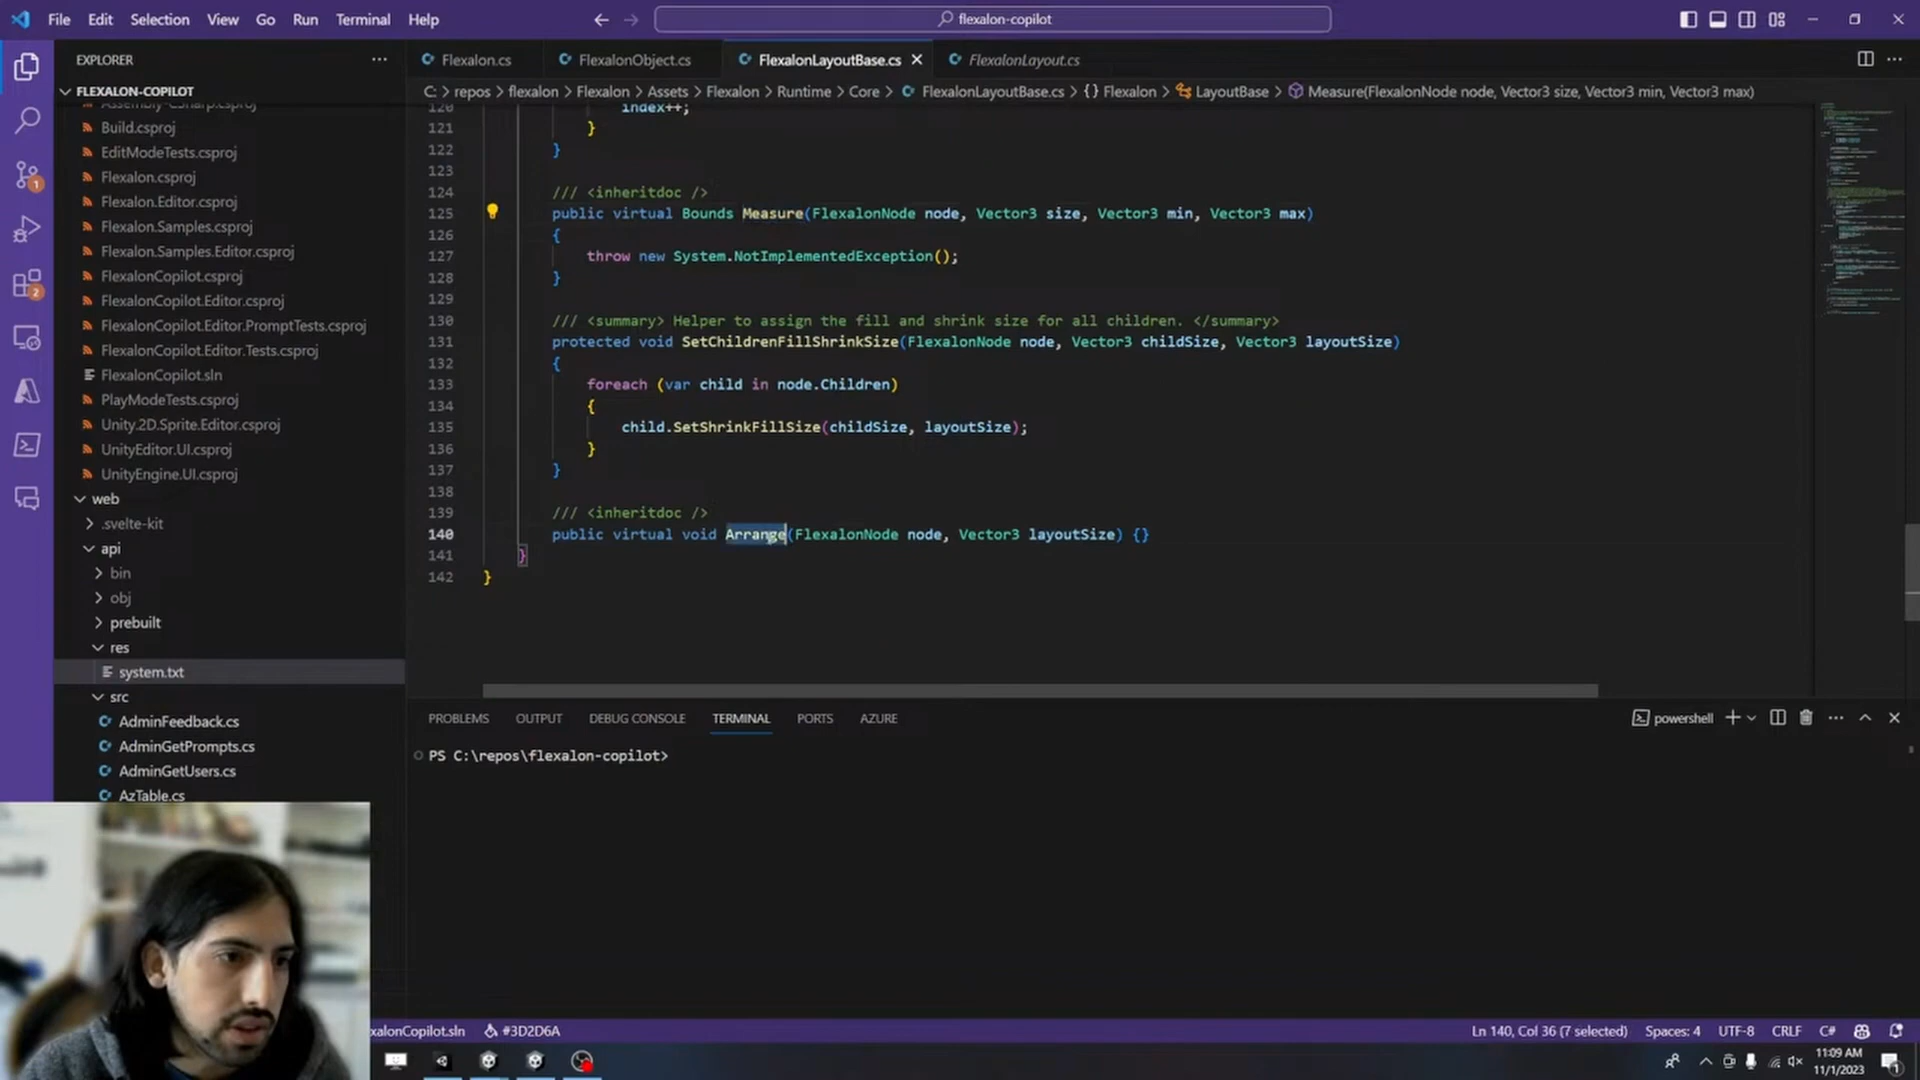 File Edit Selection View Go Run Terminal Help
flexalon-copilot
EXPLORER
FLEXALON-COPILOT
Assembly-CSharp.csproj
Build.csproj
EditModeTests.csproj
Flexalon.csproj
Flexalon.Editor.csproj
Flexalon.Samples.csproj
Flexalon.Samples.Editor.csproj
FlexalonCopilot.csproj
FlexalonCopilot.Editor.csproj
FlexalonCopilot.Editor.PromptTests.csproj
FlexalonCopilot.Editor.Tests.csproj
FlexalonCopilot.sln
PlayModeTests.csproj
Unity.2D.Sprite.Editor.csproj
UnityEditor.UI.csproj
UnityEngine.UI.csproj
web
.svelte-kit
api
bin
obj
prebuilt
res
system.txt
src
AdminFeedback.cs
AdminGetPrompts.cs
AdminGetUsers.cs
AzTable.cs
1
2
Flexalon.cs FlexalonObject.cs FlexalonLayoutBase.cs FlexalonLayout.cs
C: > repos > flexalon > Flexalon > Assets > Flexalon > Runtime > Core > FlexalonLayoutBase.cs > {} Flexalon > LayoutBase > Measure(FlexalonNode node, Vector3 size, Vector3 min, Vector3 max)
120 index++;
121 }
122 }
123
124 /// <inheritdoc />
125 public virtual Bounds Measure(FlexalonNode node, Vector3 size, Vector3 min, Vector3 max)
126 {
127 throw new System.NotImplementedException();
128 }
129
130 /// <summary> Helper to assign the fill and shrink size for all children. </summary>
131 protected void SetChildrenFillShrinkSize(FlexalonNode node, Vector3 childSize, Vector3 layoutSize)
132 {
133 foreach (var child in node.Children)
134 {
135 child.SetShrinkFillSize(childSize, layoutSize);
136 }
137 }
138
139 /// <inheritdoc />
140 public virtual void Arrange(FlexalonNode node, Vector3 layoutSize) {}
141 }
142 }
PROBLEMS OUTPUT DEBUG CONSOLE TERMINAL PORTS AZURE
powershell
PS C:\repos\flexalon-copilot>
xalonCopilot.sln #3D2D6A
Ln 140, Col 36 (7 selected) Spaces: 4 UTF-8 CRLF C#
11:09 AM
11/1/2023
1